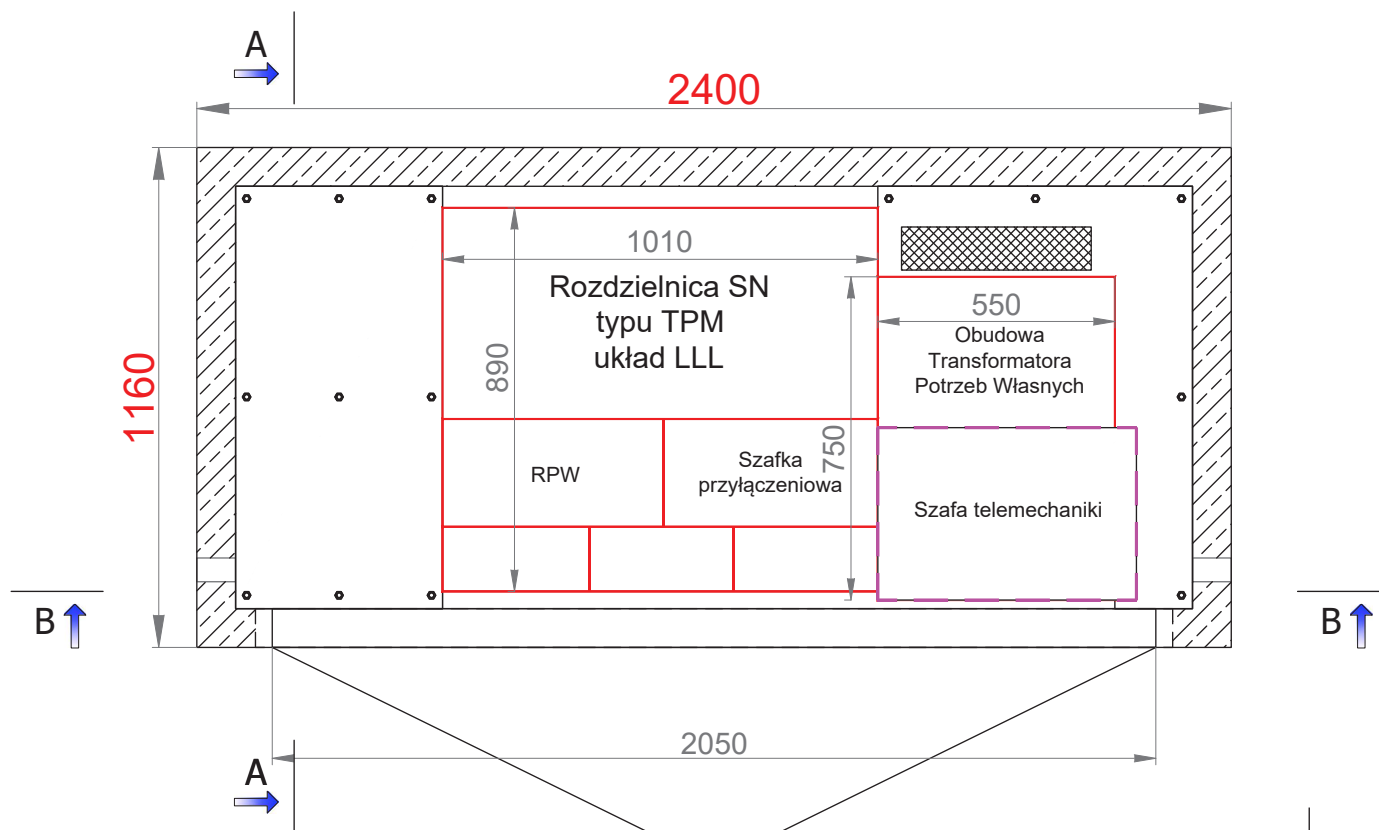 A
2400
1160
1010
Rozdzielnica SN
typu TPM
układ LLL
890
550
Obudowa
Transformatora
Potrzeb Własnych
750
RPW
Szafka
przyłączeniowa
Szafa telemechaniki
B
B
2050
A